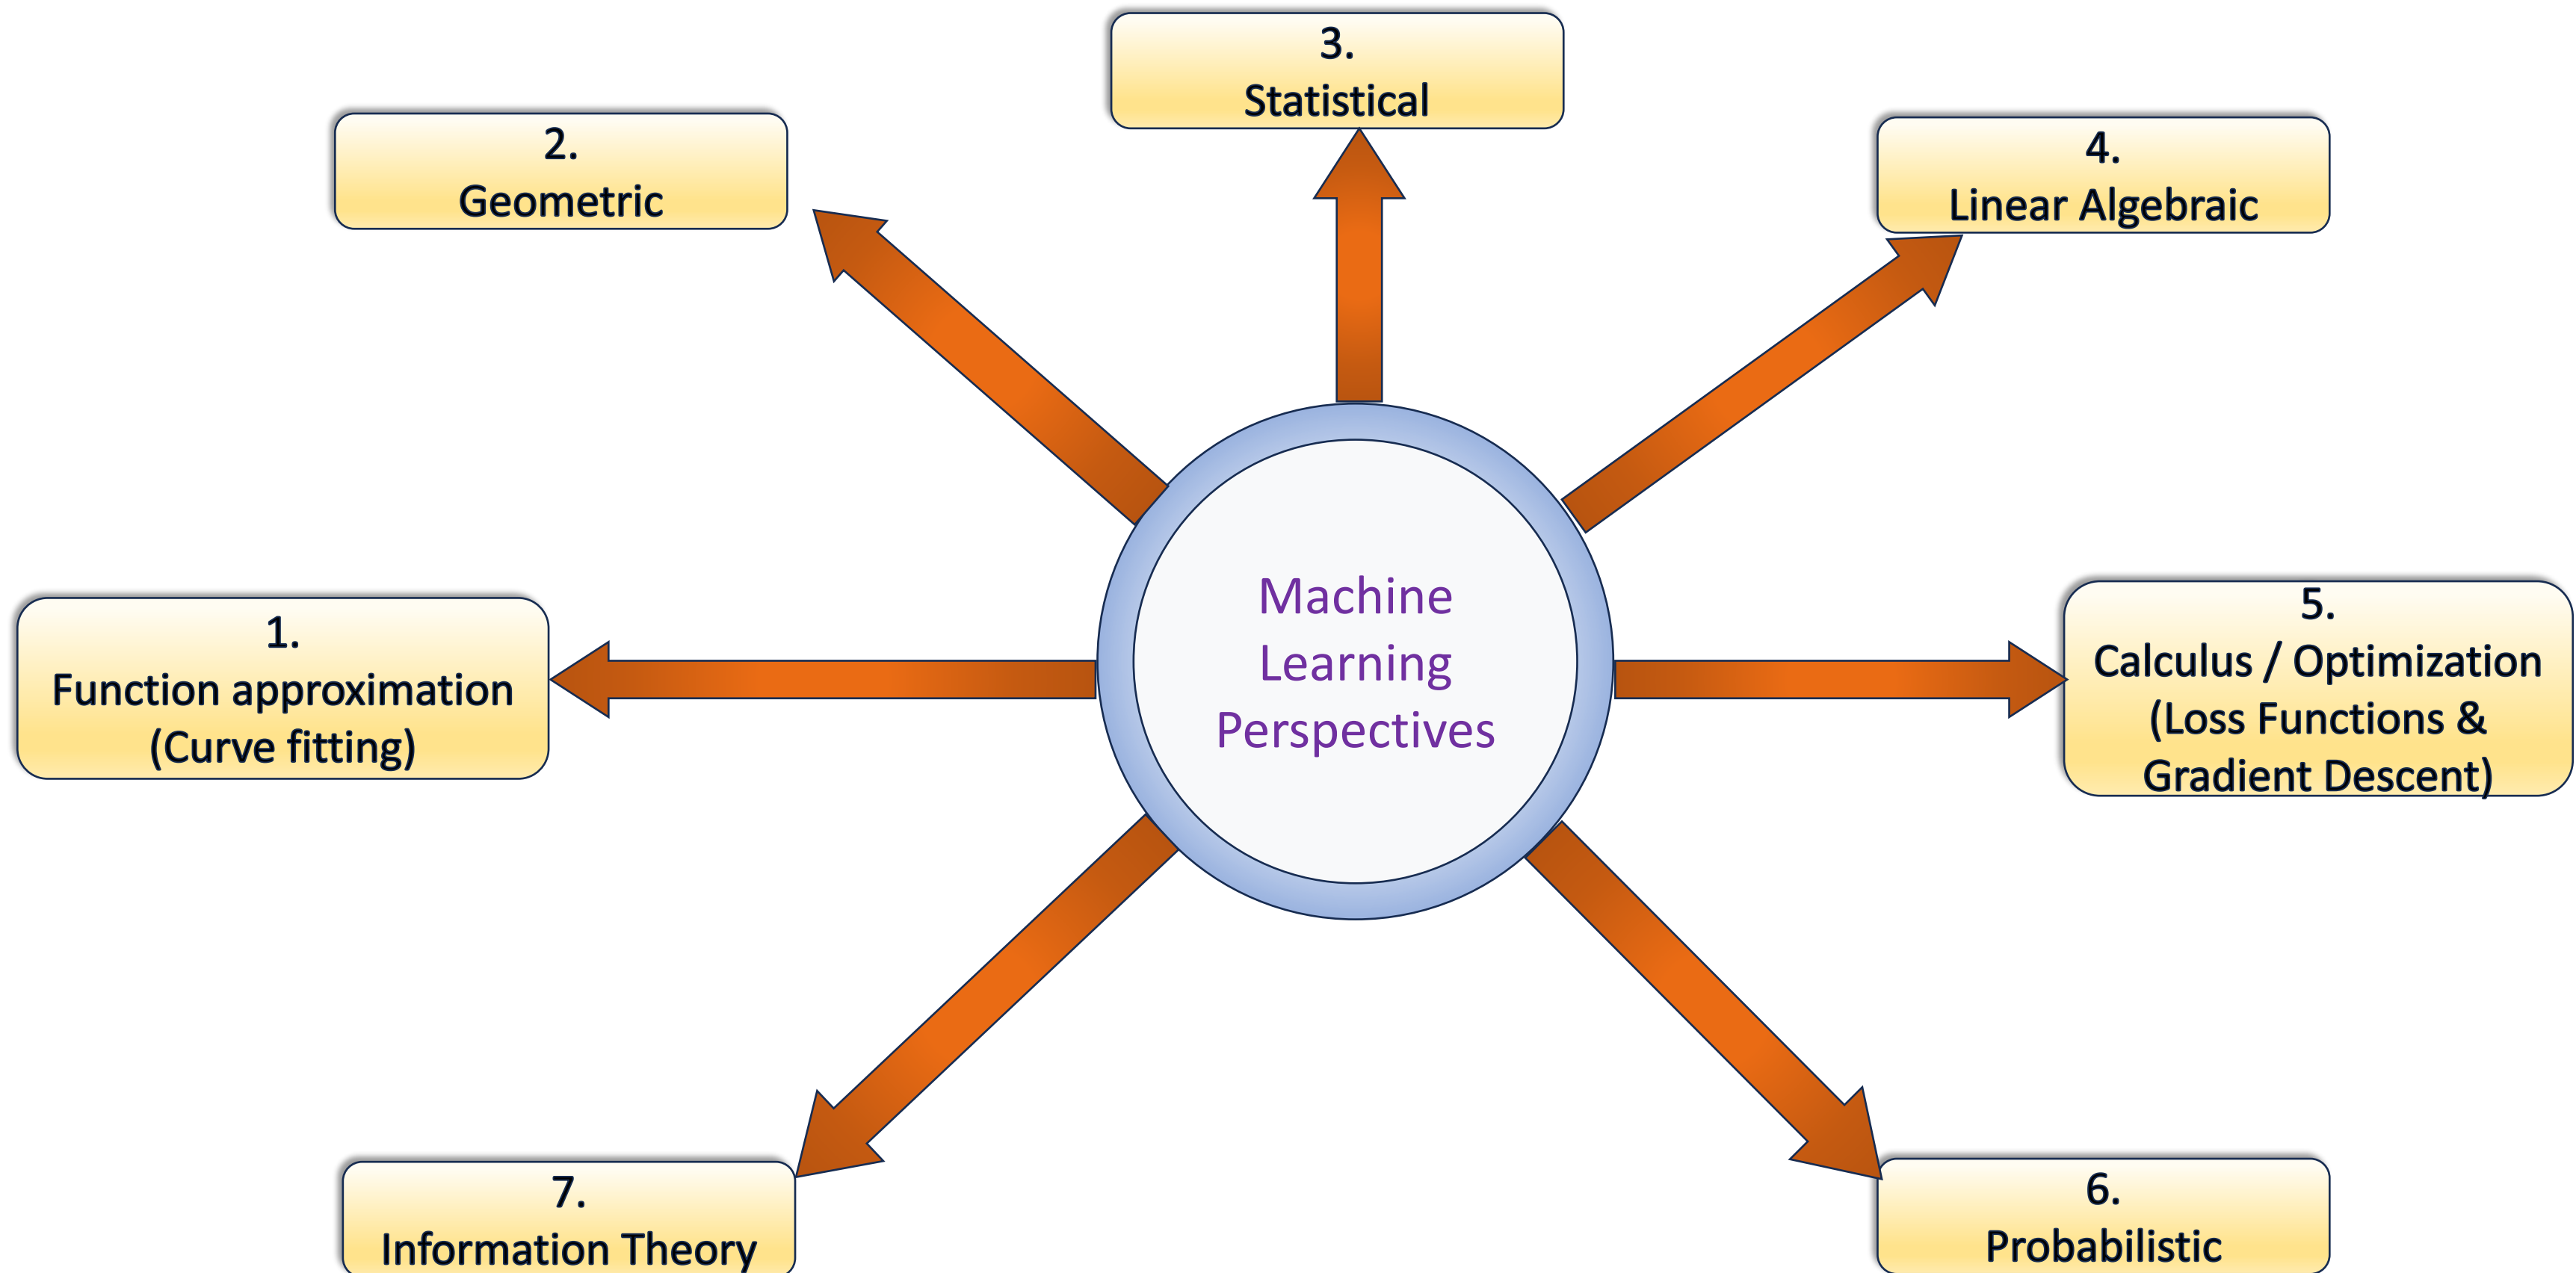 3.
Statistical
2.
Geometric
4.
Linear Algebraic
1.
Function approximation
(Curve fitting)
Machine
Learning
Perspectives
5.
Calculus / Optimization
(Loss Functions &
Gradient Descent)
7.
Information Theory
6.
Probabilistic